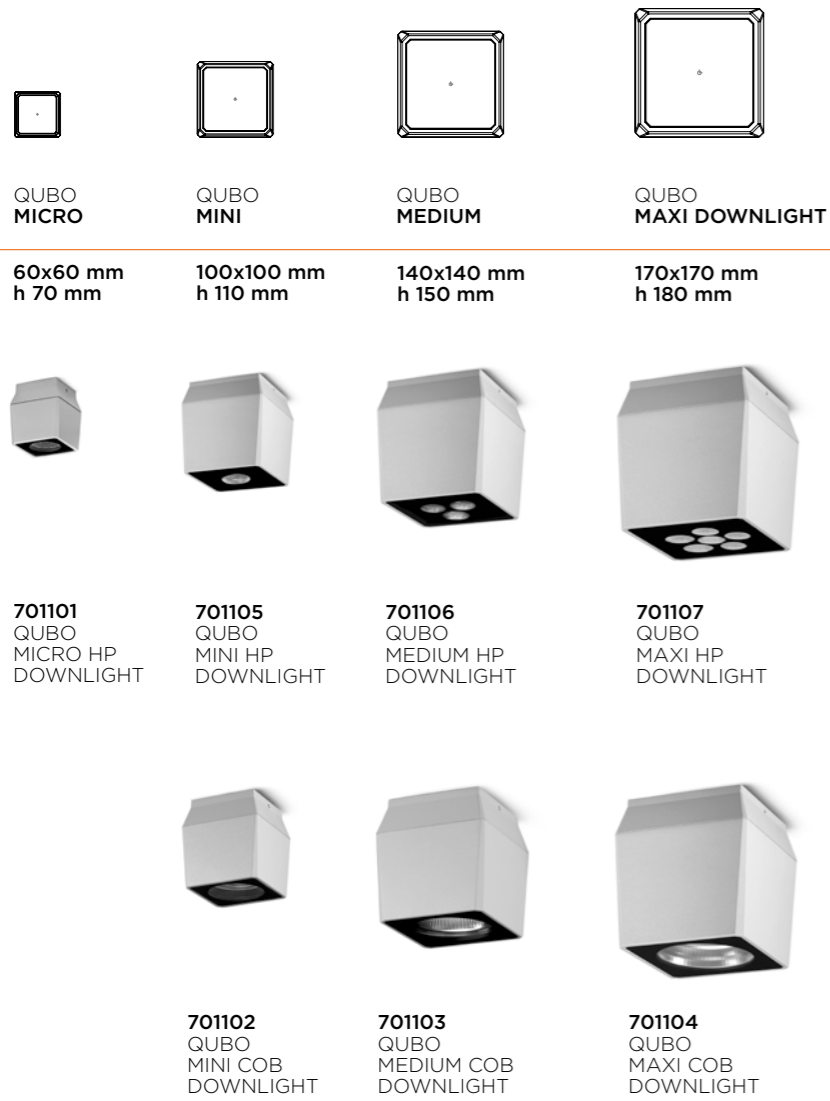 QUBO
MICRO
QUBO
MINI
QUBO
MEDIUM
QUBO
MAXI DOWNLIGHT
60x60 mm
h 70 mm
100x100 mm
h 110 mm
140x140 mm
h 150 mm
170x170 mm
h 180 mm
701101
QUBO
MICRO HP
DOWNLIGHT
701105
QUBO
MINI HP
DOWNLIGHT
701106
QUBO
MEDIUM HP
DOWNLIGHT
701107
QUBO
MAXI HP
DOWNLIGHT
701102
QUBO
MINI COB
DOWNLIGHT
701103
QUBO
MEDIUM COB
DOWNLIGHT
701104
QUBO
MAXI COB
DOWNLIGHT